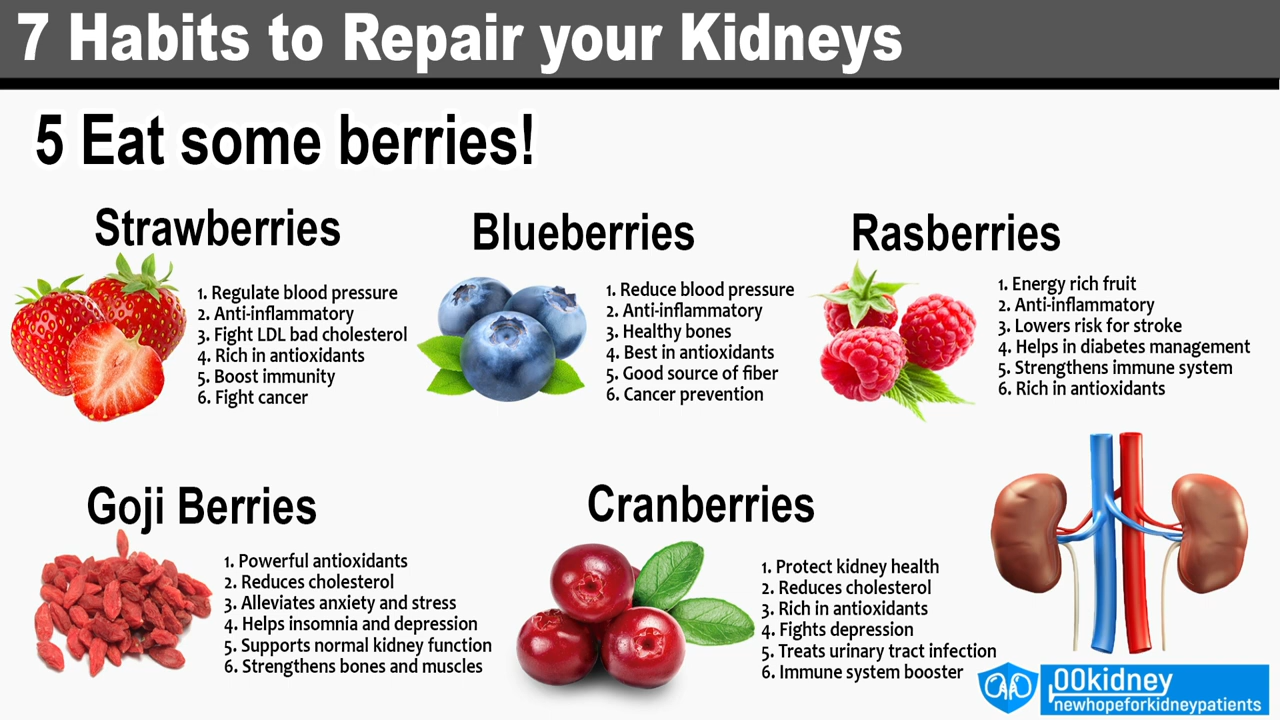 7 Habits to Repair your Kidneys
5 Eat some berries!
Strawberries
1. Regulate blood pressure
2. Anti-inflammatory
3. Fight LDL bad cholesterol
4. Rich in antioxidants
5. Boost immunity
6. Fight cancer
Blueberries
1. Reduce blood pressure
2. Anti-inflammatory
3. Healthy bones
4. Best in antioxidants
5. Good source of fiber
6. Cancer prevention
Rasberries
1. Energy rich fruit
2. Anti-inflammatory
3. Lowers risk for stroke
4. Helps in diabetes management
5. Strengthens immune system
6. Rich in antioxidants
Goji Berries
1. Powerful antioxidants
2. Reduces cholesterol
3. Alleviates anxiety and stress
4. Helps insomnia and depression
5. Supports normal kidney function
6. Strengthens bones and muscles
Cranberries
1. Protect kidney health
2. Reduces cholesterol
3. Rich in antioxidants
4. Fights depression
5. Treats urinary tract infection
6. Immune system booster
00kidney
newhopeforkidneypatients